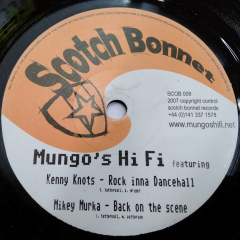 Scotch Bonnet
SCOB 009
2007 copyright control.
scotch bonnet records
+44 (0)141 337 1578
www.mungoshifi.net
Mungo's Hi Fi featuring
Kenny Knots - Rock inna Dancehall
Mikey Murka - Back on the scene